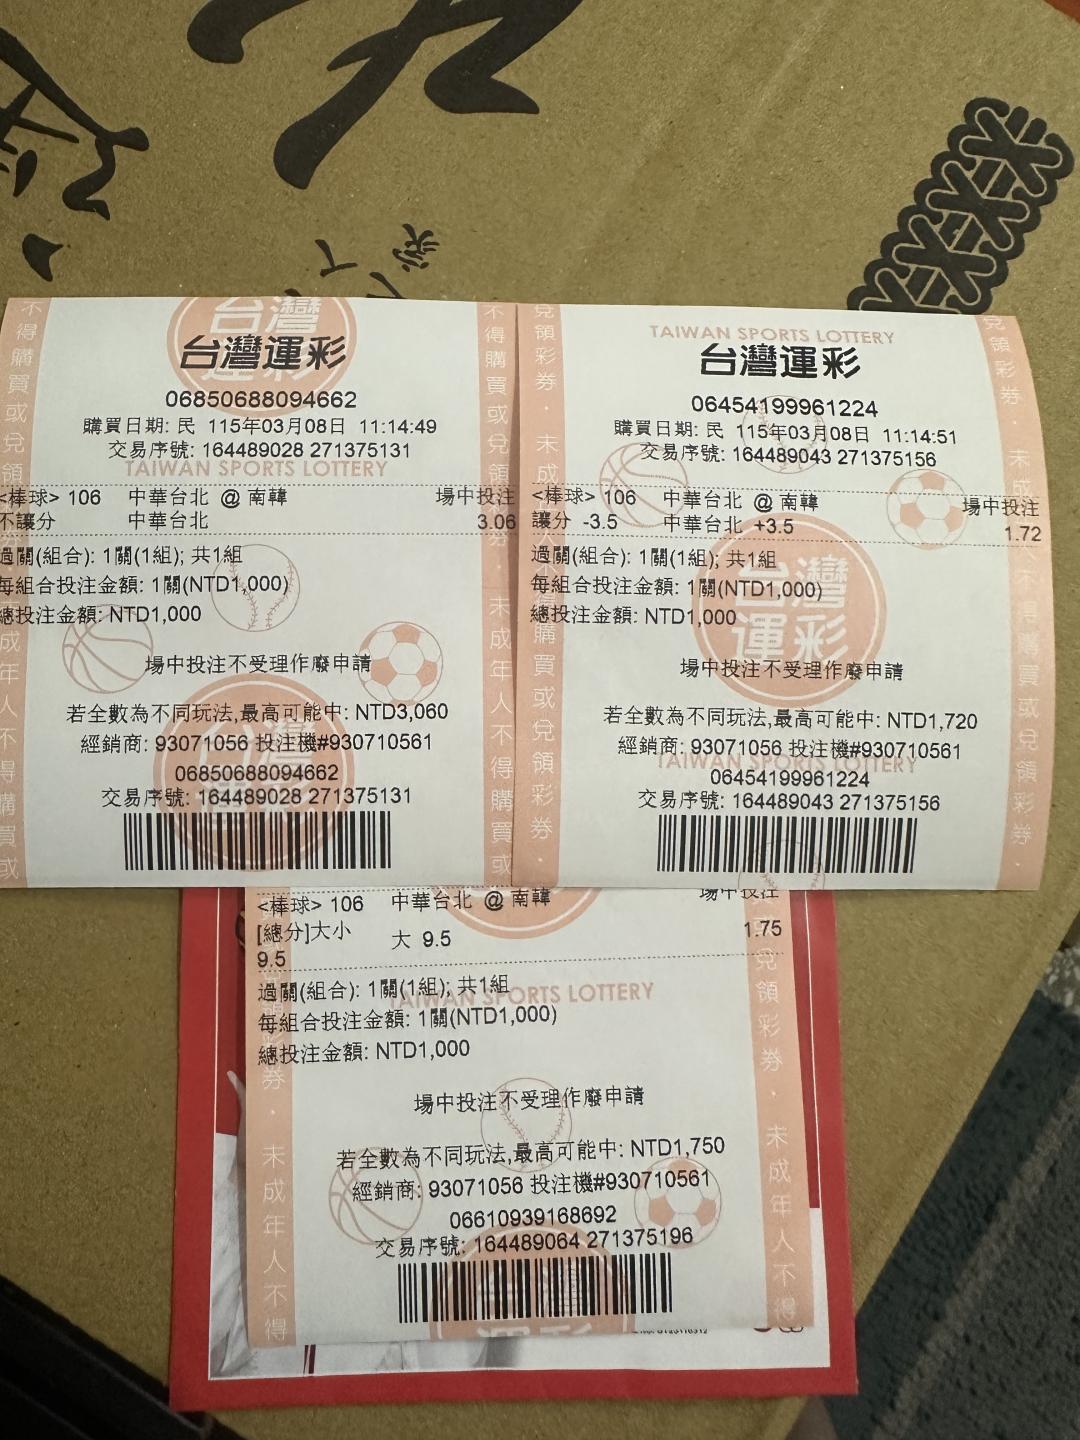 台灣運彩
06850688094662
購買日期: 民 115年03月08日 11:14:49
交易序號: 164489028 271375131
TAIWAN SPORTS LOTTERY
<棒球> 106 中華台北 @ 南韓 場中投注
不讓分 中華台北 3.06
過關(組合): 1關(1組); 共1組
每組合投注金額: 1關(NTD1,000)
總投注金額: NTD1,000
場中投注不受理作廢申請
若全數為不同玩法,最高可能中: NTD3,060
經銷商: 93071056 投注機#930710561
06850688094662
交易序號: 164489028 271375131
TAIWAN SPORTS LOTTERY
台灣運彩
06454199961224
購買日期: 民 115年03月08日 11:14:51
交易序號: 164489043 271375156
<棒球> 106 中華台北 @ 南韓 場中投注
讓分 -3.5 中華台北 +3.5 1.72
過關(組合): 1關(1組); 共1組
每組合投注金額: 1關(NTD1,000)
總投注金額: NTD1,000
台灣
運彩
場中投注不受理作廢申請
若全數為不同玩法,最高可能中: NTD1,720
經銷商: 93071056 投注機#930710561
TAIWAN SPORTS LOTTERY
06454199961224
交易序號: 164489043 271375156
<棒球> 106 中華台北 @ 南韓 場中投注
[總分]大小 大 9.5 1.75
9.5
過關(組合): 1關(1組); 共1組
TAIWAN SPORTS LOTTERY
每組合投注金額: 1關(NTD1,000)
總投注金額: NTD1,000
場中投注不受理作廢申請
若全數為不同玩法,最高可能中: NTD1,750
經銷商: 93071056 投注機#930710561
06610939168692
交易序號: 164489064 271375196